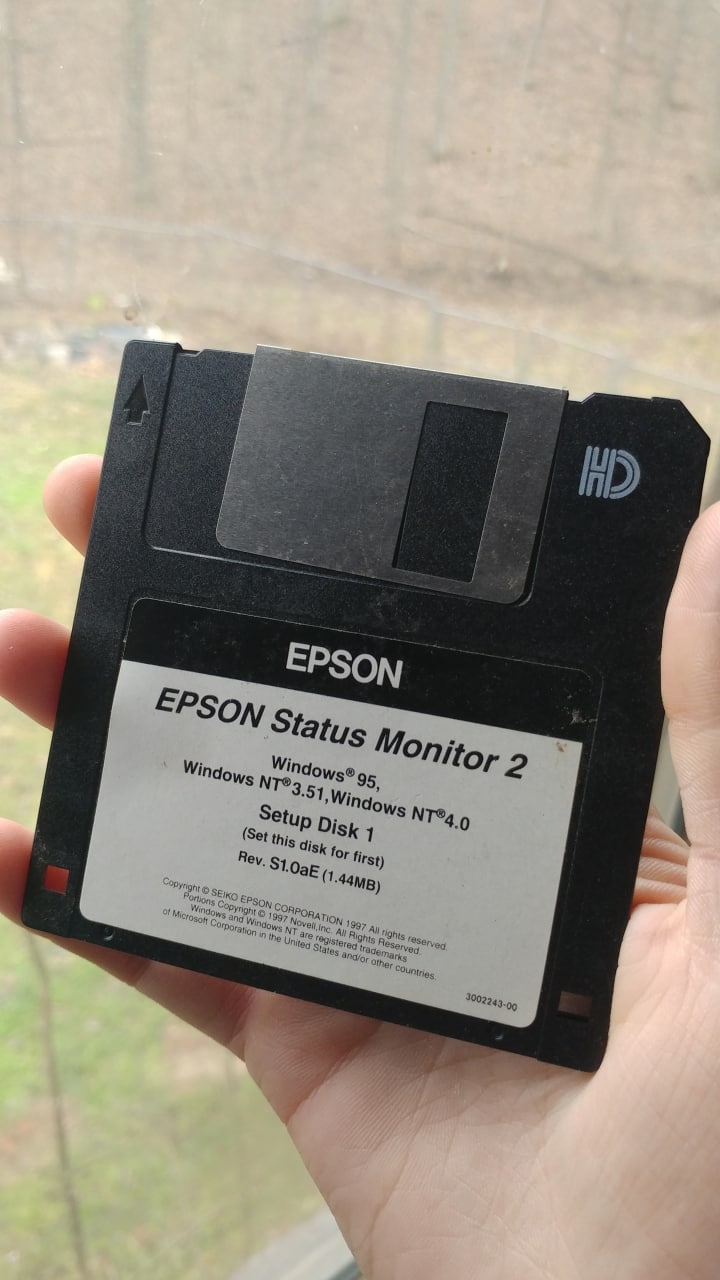 HD
EPSON
EPSON Status Monitor 2
Windows® 95,
Windows NT®3.51,Windows NT®4.0
Setup Disk 1
(Set this disk for first)
Rev. S1.0aE (1.44MB)
Copyright © SEIKO EPSON CORPORATION 1997 All rights reserved.
Portions Copyright © 1997 Novell,Inc. All Rights Reserved.
Windows and Windows NT are registered trademarks
of Microsoft Corporation in the United States and/or other countries.
3002243-00